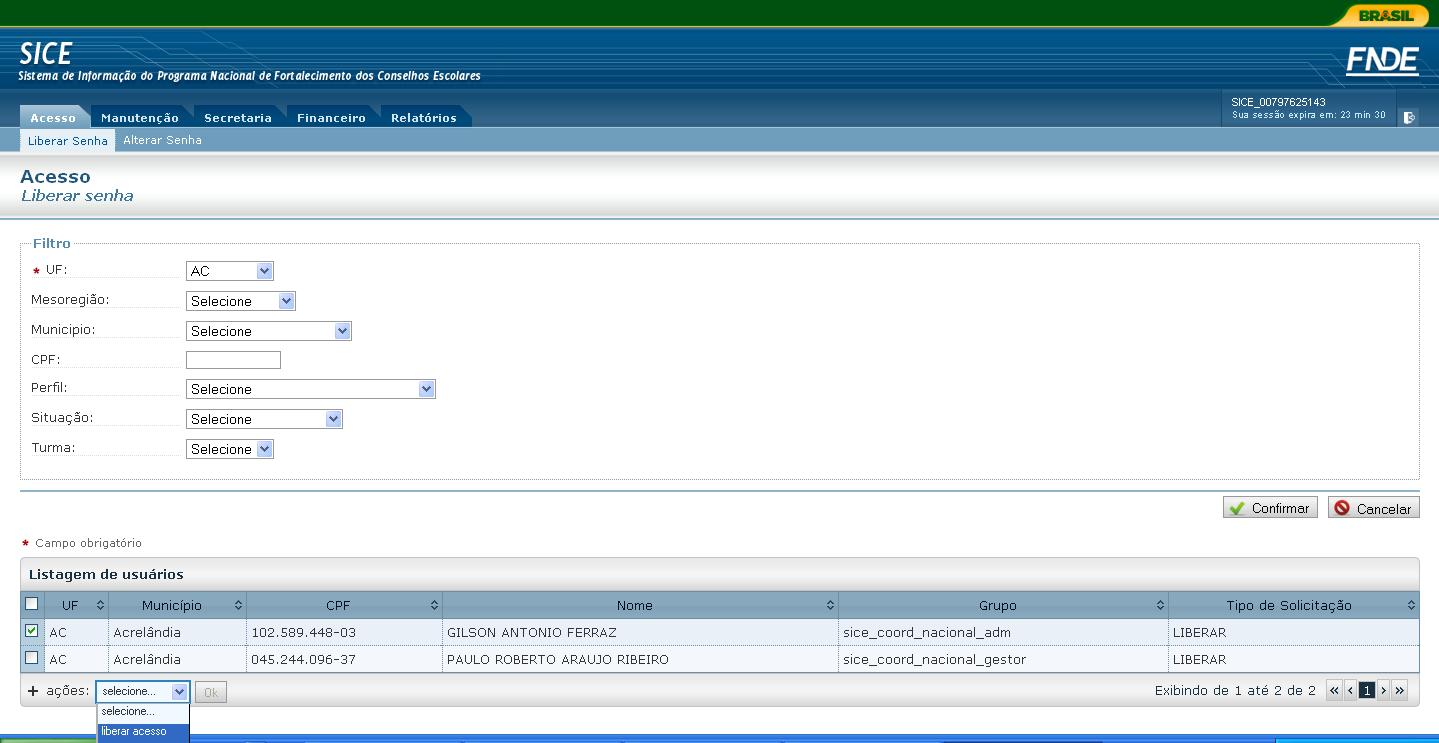 BRASIL
SICE
Sistema de Informação do Programa Nacional de Fortalecimento dos Conselhos Escolares
FNDE
SICE_00797625143
Sua sessão expira em: 23 min 30
Acesso Manutenção Secretaria Financeiro Relatórios
Liberar Senha Alterar Senha
Acesso
Liberar senha
Filtro
* UF: AC
Mesoregião: Selecione
Municipio: Selecione
CPF:
Perfil: Selecione
Situação: Selecione
Turma: Selecione
Confirmar Cancelar
* Campo obrigatório
Listagem de usuários
UF Município CPF Nome Grupo Tipo de Solicitação
AC Acrelândia 102.589.448-03 GILSON ANTONIO FERRAZ sice_coord_nacional_adm LIBERAR
AC Acrelândia 045.244.096-37 PAULO ROBERTO ARAUJO RIBEIRO sice_coord_nacional_gestor LIBERAR
+ ações: selecione... Ok Exibindo de 1 até 2 de 2 « ‹ 1 › »
selecione...
liberar acesso